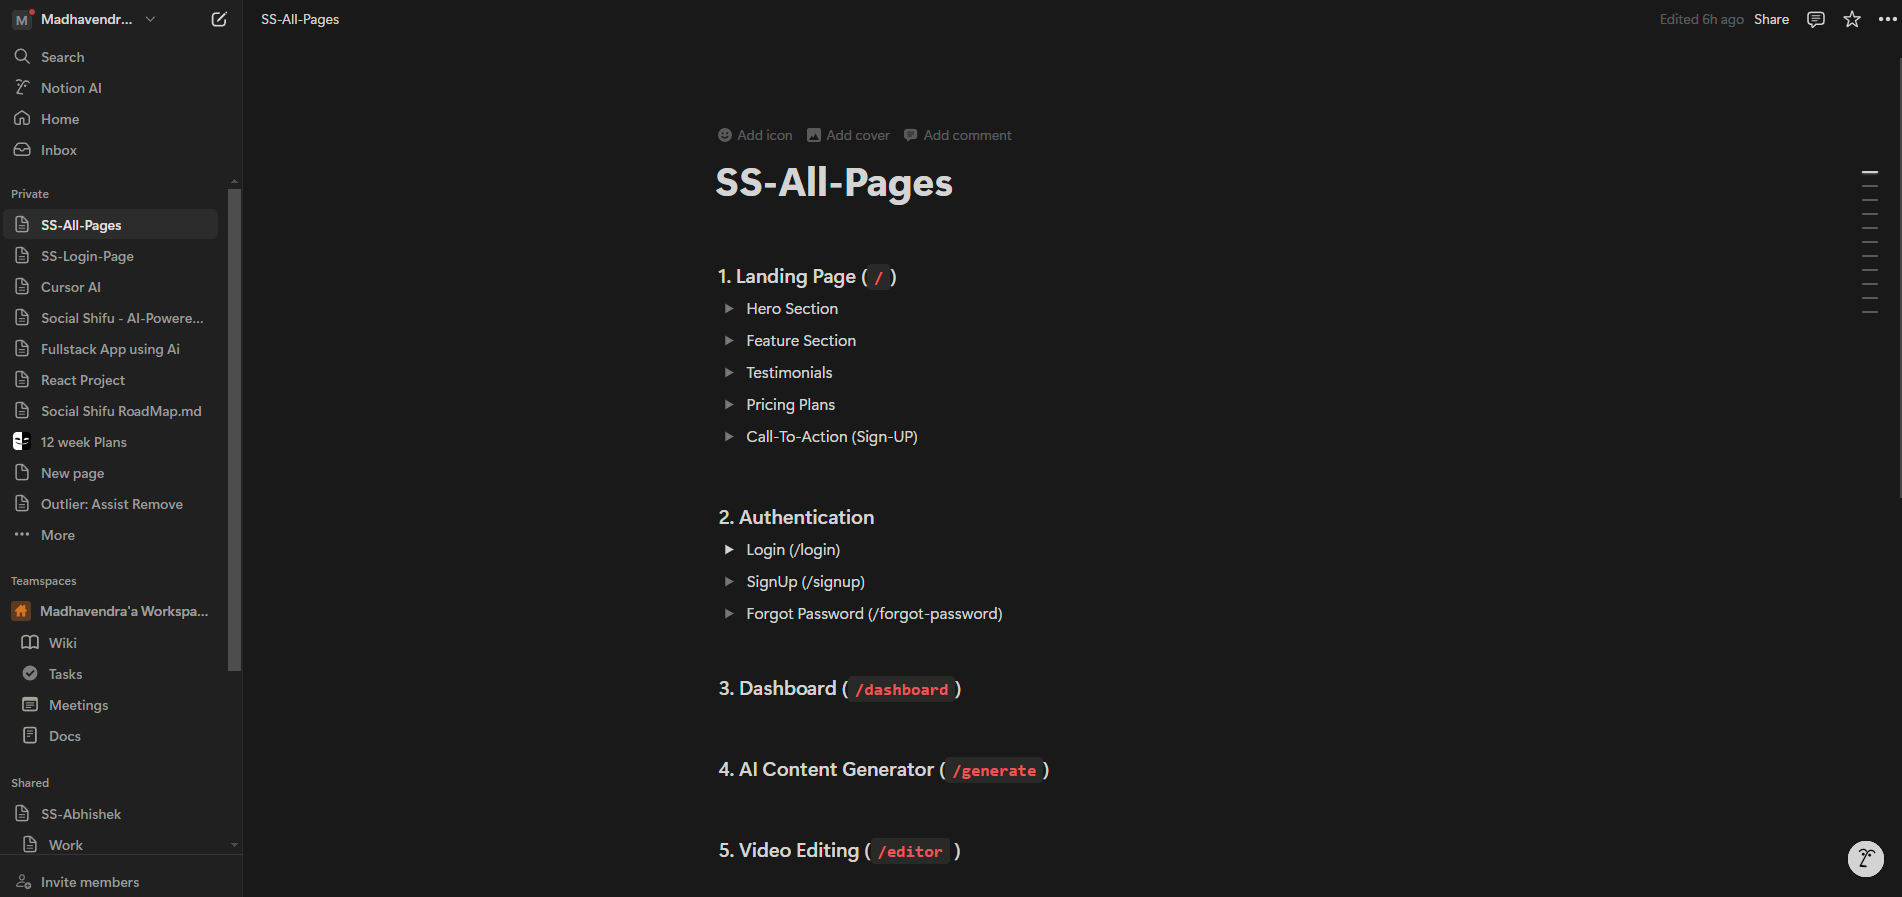 M Madhavendr...
Search
Notion AI
Home
Inbox
Private
SS-All-Pages
SS-Login-Page
Cursor AI
Social Shifu - AI-Powere...
Fullstack App using Ai
React Project
Social Shifu RoadMap.md
12 week Plans
New page
Outlier: Assist Remove
More
Teamspaces
Madhavendra'a Workspa...
Wiki
Tasks
Meetings
Docs
Shared
SS-Abhishek
Work
Invite members
SS-All-Pages
Edited 6h ago Share
Add icon Add cover Add comment
SS-All-Pages
1. Landing Page ( / )
Hero Section
Feature Section
Testimonials
Pricing Plans
Call-To-Action (Sign-UP)
2. Authentication
Login (/login)
SignUp (/signup)
Forgot Password (/forgot-password)
3. Dashboard ( /dashboard )
4. AI Content Generator ( /generate )
5. Video Editing ( /editor )